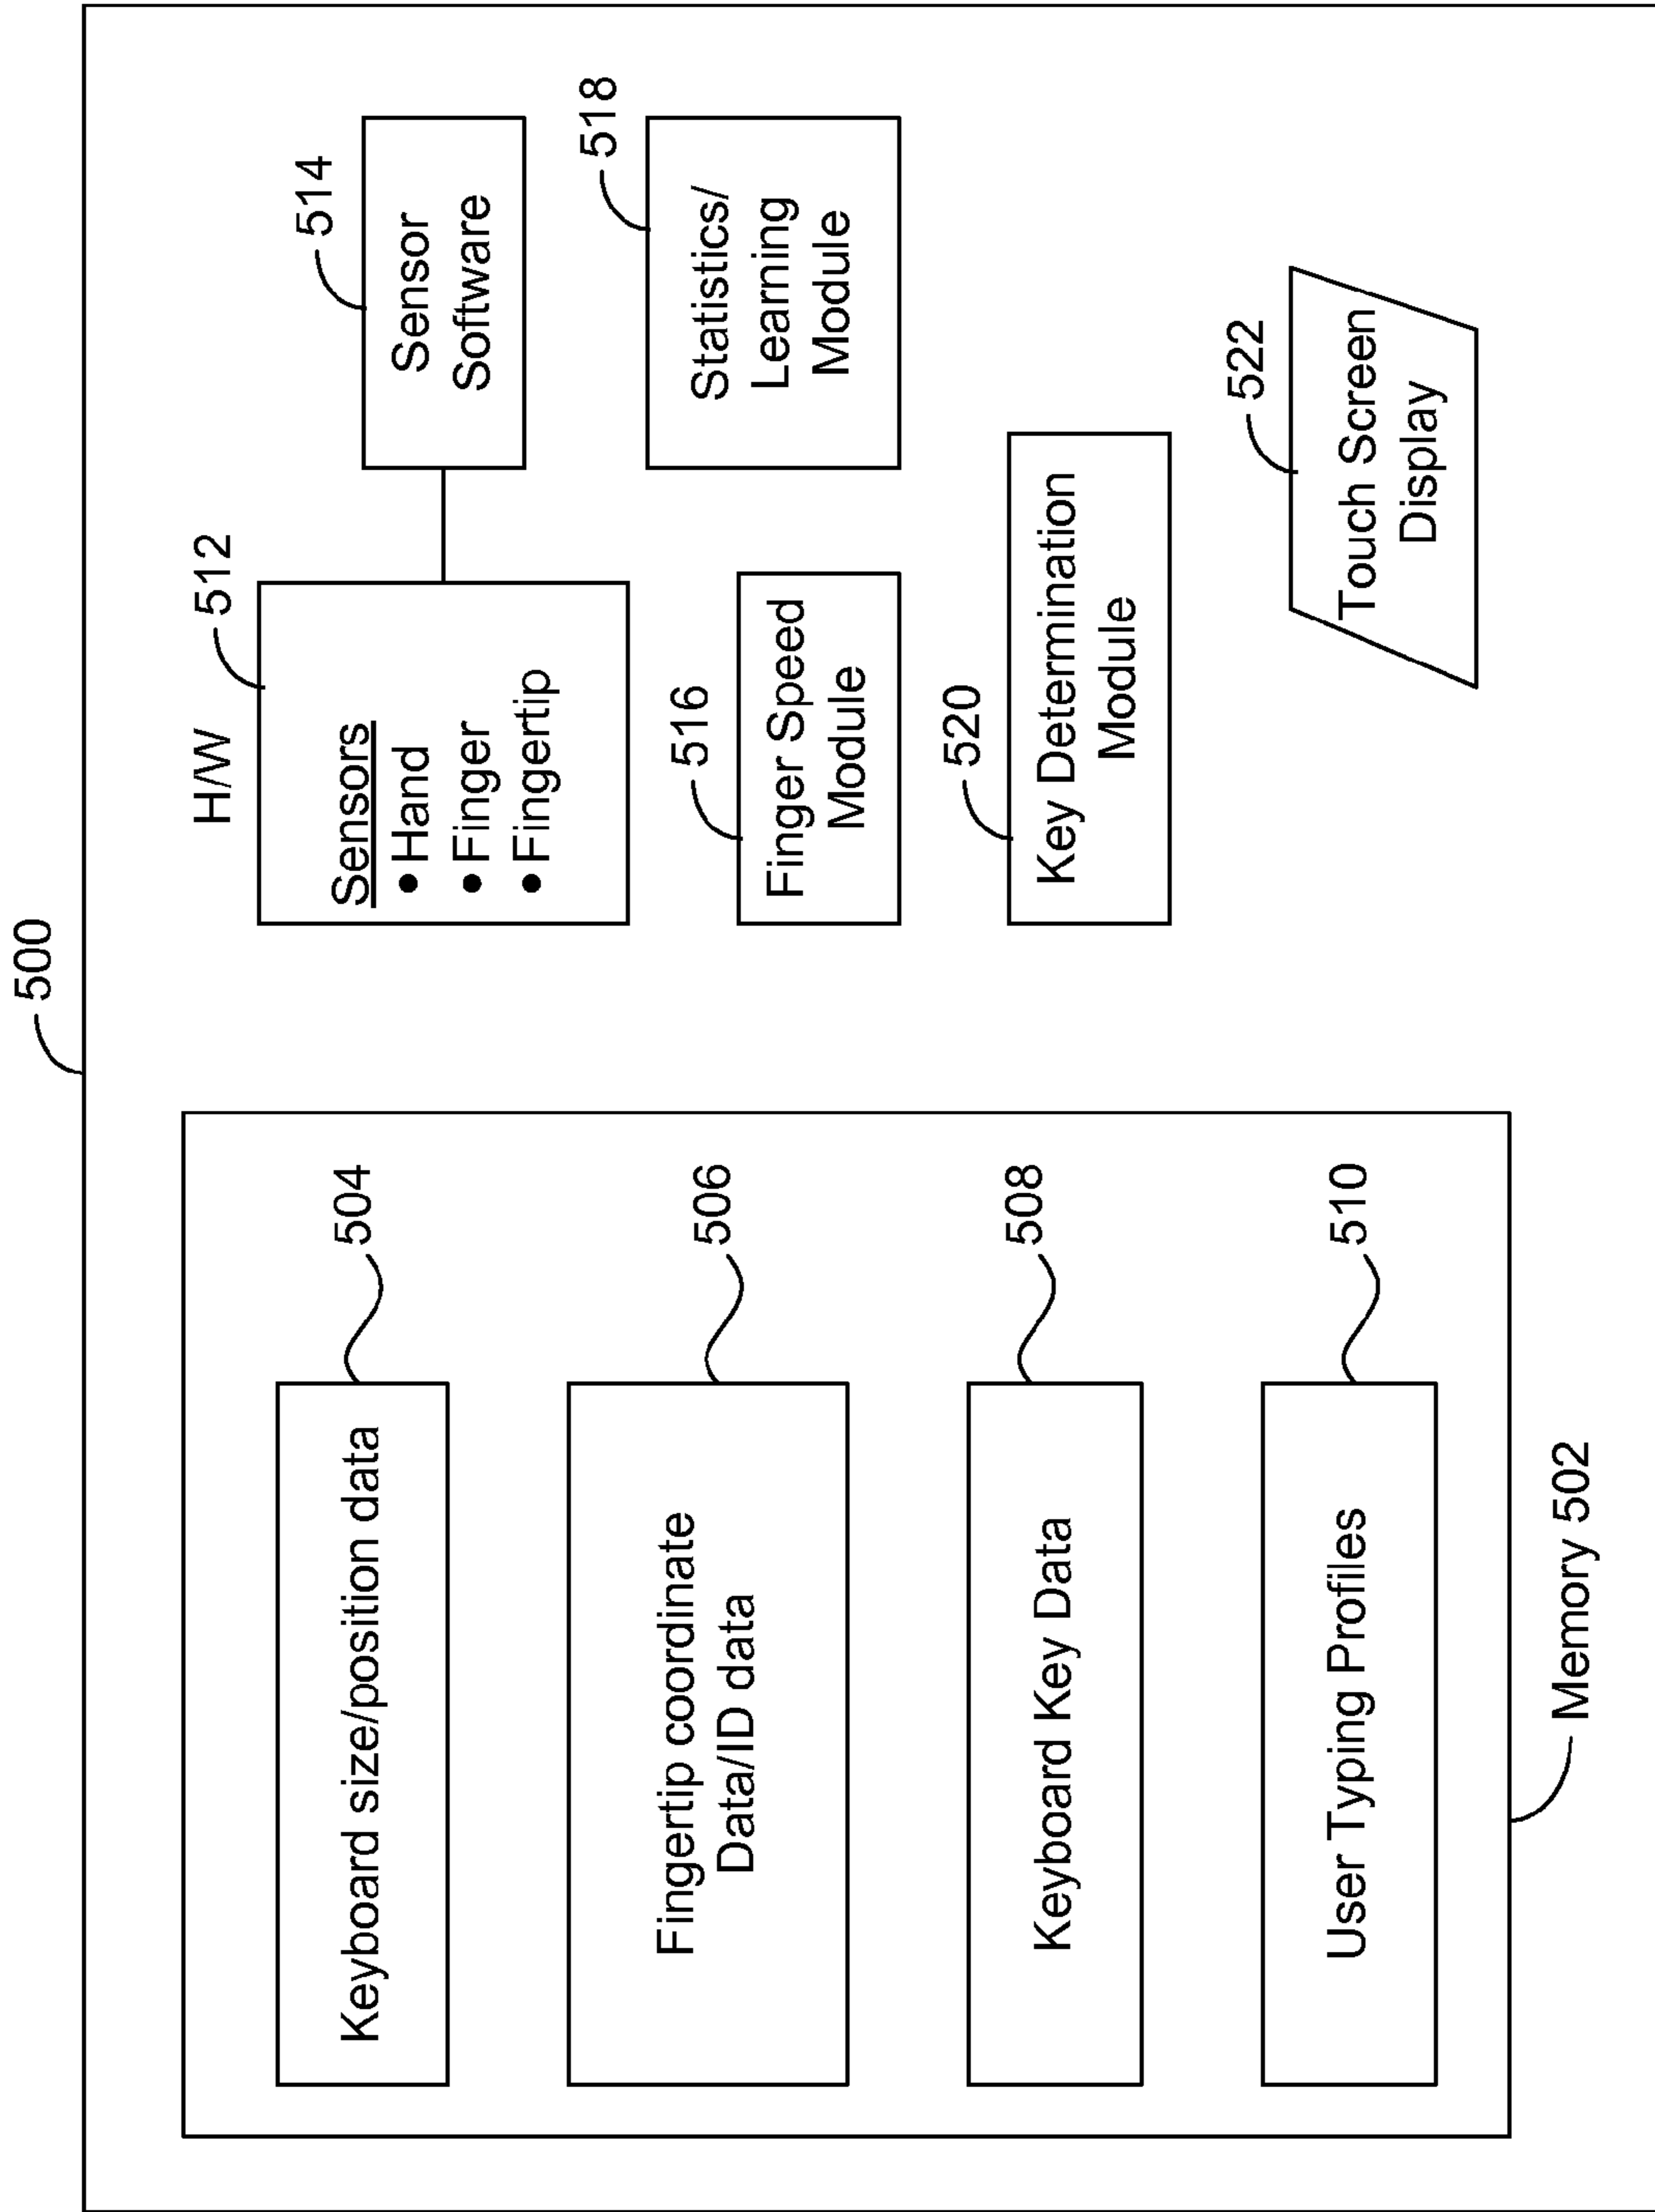 500
Keyboard size/position data
504
Fingertip coordinate
Data/ID data
506
Keyboard Key Data
508
User Typing Profiles
510
Memory 502
H/W
512
Sensors
• Hand
• Finger
• Fingertip
514
Sensor
Software
516
Finger Speed
Module
518
Statistics/
Learning
Module
520
Key Determination
Module
522
Touch Screen
Display